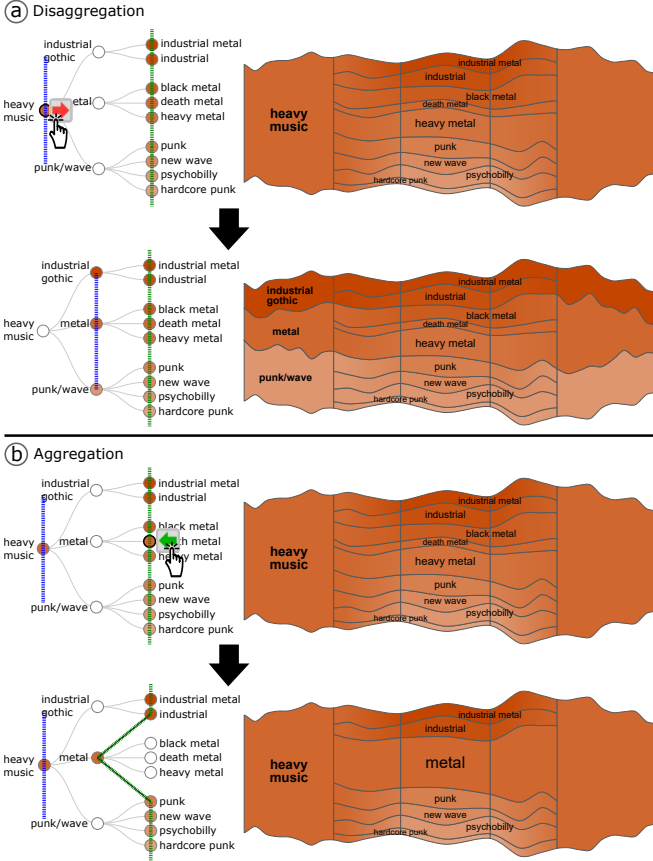 a Disaggregation
industrial
gothic
industrial metal
industrial
heavy
music
etal
black metal
death metal
heavy metal
punk/wave
punk
new wave
psychobilly
hardcore punk
heavy
music
industrial metal
industrial
black metal
death metal
heavy metal
punk
new wave
psychobilly
hardcore punk
industrial
gothic
industrial metal
industrial
heavy
music
metal
black metal
death metal
heavy metal
punk/wave
punk
new wave
psychobilly
hardcore punk
industrial
gothic
metal
punk/wave
industrial metal
industrial
black metal
death metal
heavy metal
punk
new wave
psychobilly
hardcore punk
b Aggregation
industrial
gothic
industrial metal
industrial
heavy
music
metal
black metal
th metal
heavy metal
punk/wave
punk
new wave
psychobilly
hardcore punk
heavy
music
industrial metal
industrial
black metal
death metal
heavy metal
punk
new wave
psychobilly
hardcore punk
industrial
gothic
industrial metal
industrial
heavy
music
metal
black metal
death metal
heavy metal
punk/wave
punk
new wave
psychobilly
hardcore punk
heavy
music
industrial metal
industrial
metal
punk
new wave
psychobilly
hardcore punk